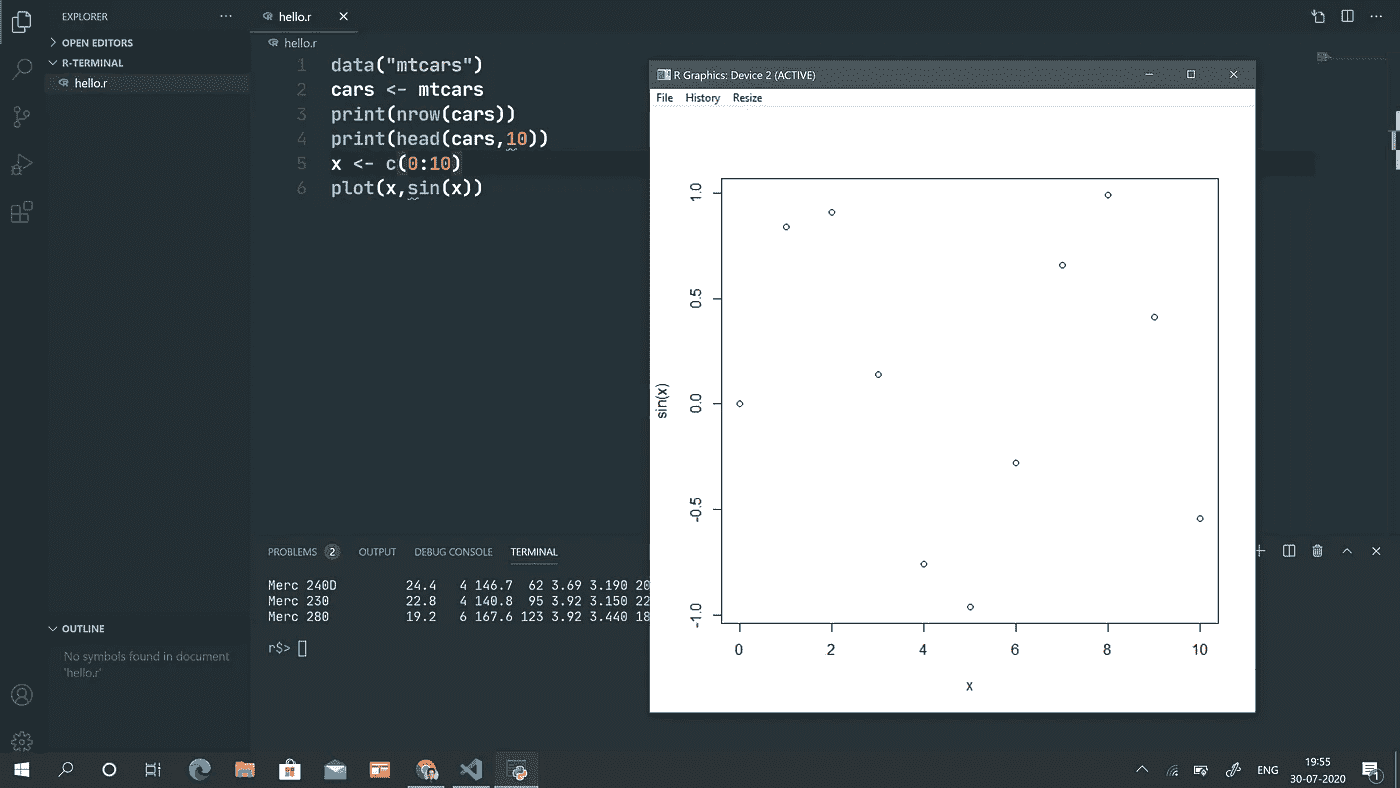 EXPLORER
hello.r
OPEN EDITORS
R-TERMINAL
hello.r
hello.r
1 data("mtcars")
2 cars <- mtcars
3 print(nrow(cars))
4 print(head(cars,10))
5 x <- c(0:10)
6 plot(x,sin(x))
R Graphics: Device 2 (ACTIVE)
File History Resize
1.0
0.5
0.0
-0.5
-1.0
sin(x)
0 2 4 6 8 10
x
PROBLEMS 2 OUTPUT DEBUG CONSOLE TERMINAL
Merc 240D 24.4 4 146.7 62 3.69 3.190 20
Merc 230 22.8 4 140.8 95 3.92 3.150 22
Merc 280 19.2 6 167.6 123 3.92 3.440 18
r$>
OUTLINE
No symbols found in document
'hello.r'
ENG
19:55
30-07-2020
1